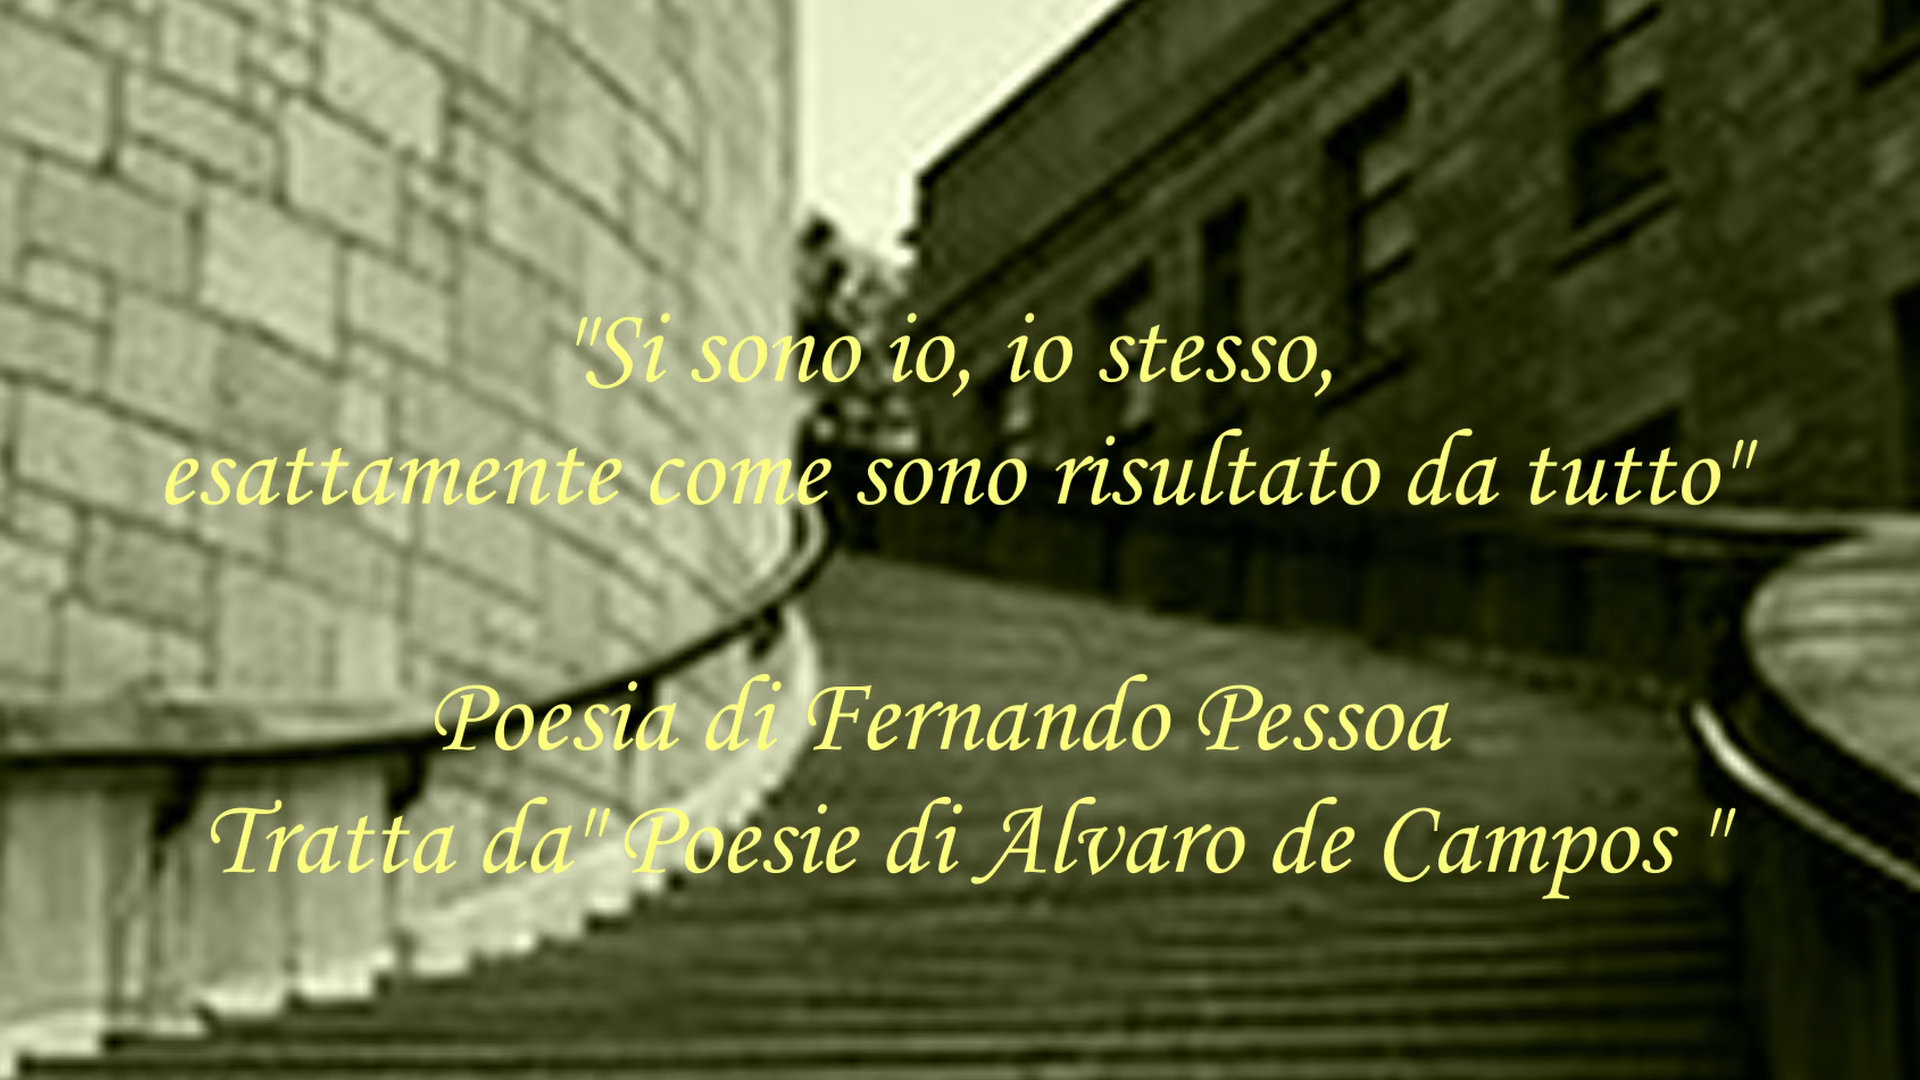 "Si sono io, io stesso,
esattamente come sono risultato da tutto"
Poesia di Fernando Pessoa
Tratta da" Poesie di Alvaro de Campos "